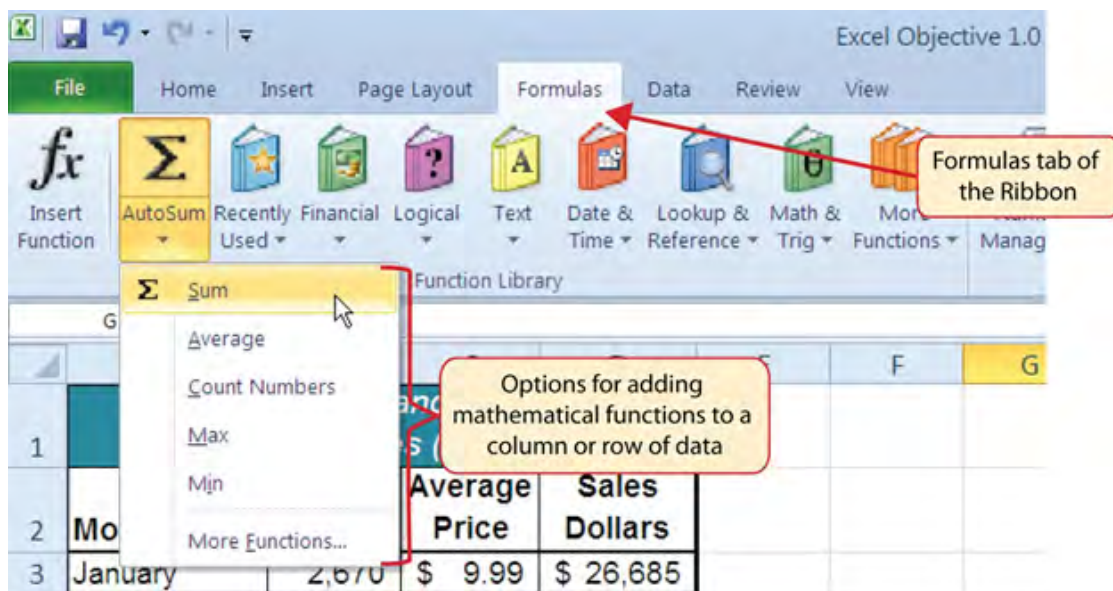 Excel Objective 1.0
File Home Insert Page Layout Formulas Data Review View
Formulas tab of
the Ribbon
Insert
Function
AutoSum
Recently
Used
Financial
Logical
Text
Date &
Time
Lookup &
Reference
Math &
Trig
More
Functions
Manag
Function Library
Σ Sum
Average
Count Numbers
Max
Min
More Functions...
G
F G
Options for adding
mathematical functions to a
column or row of data
1
2 Mo Average Sales
Price Dollars
3 January 2,670 $ 9.99 $ 26,685